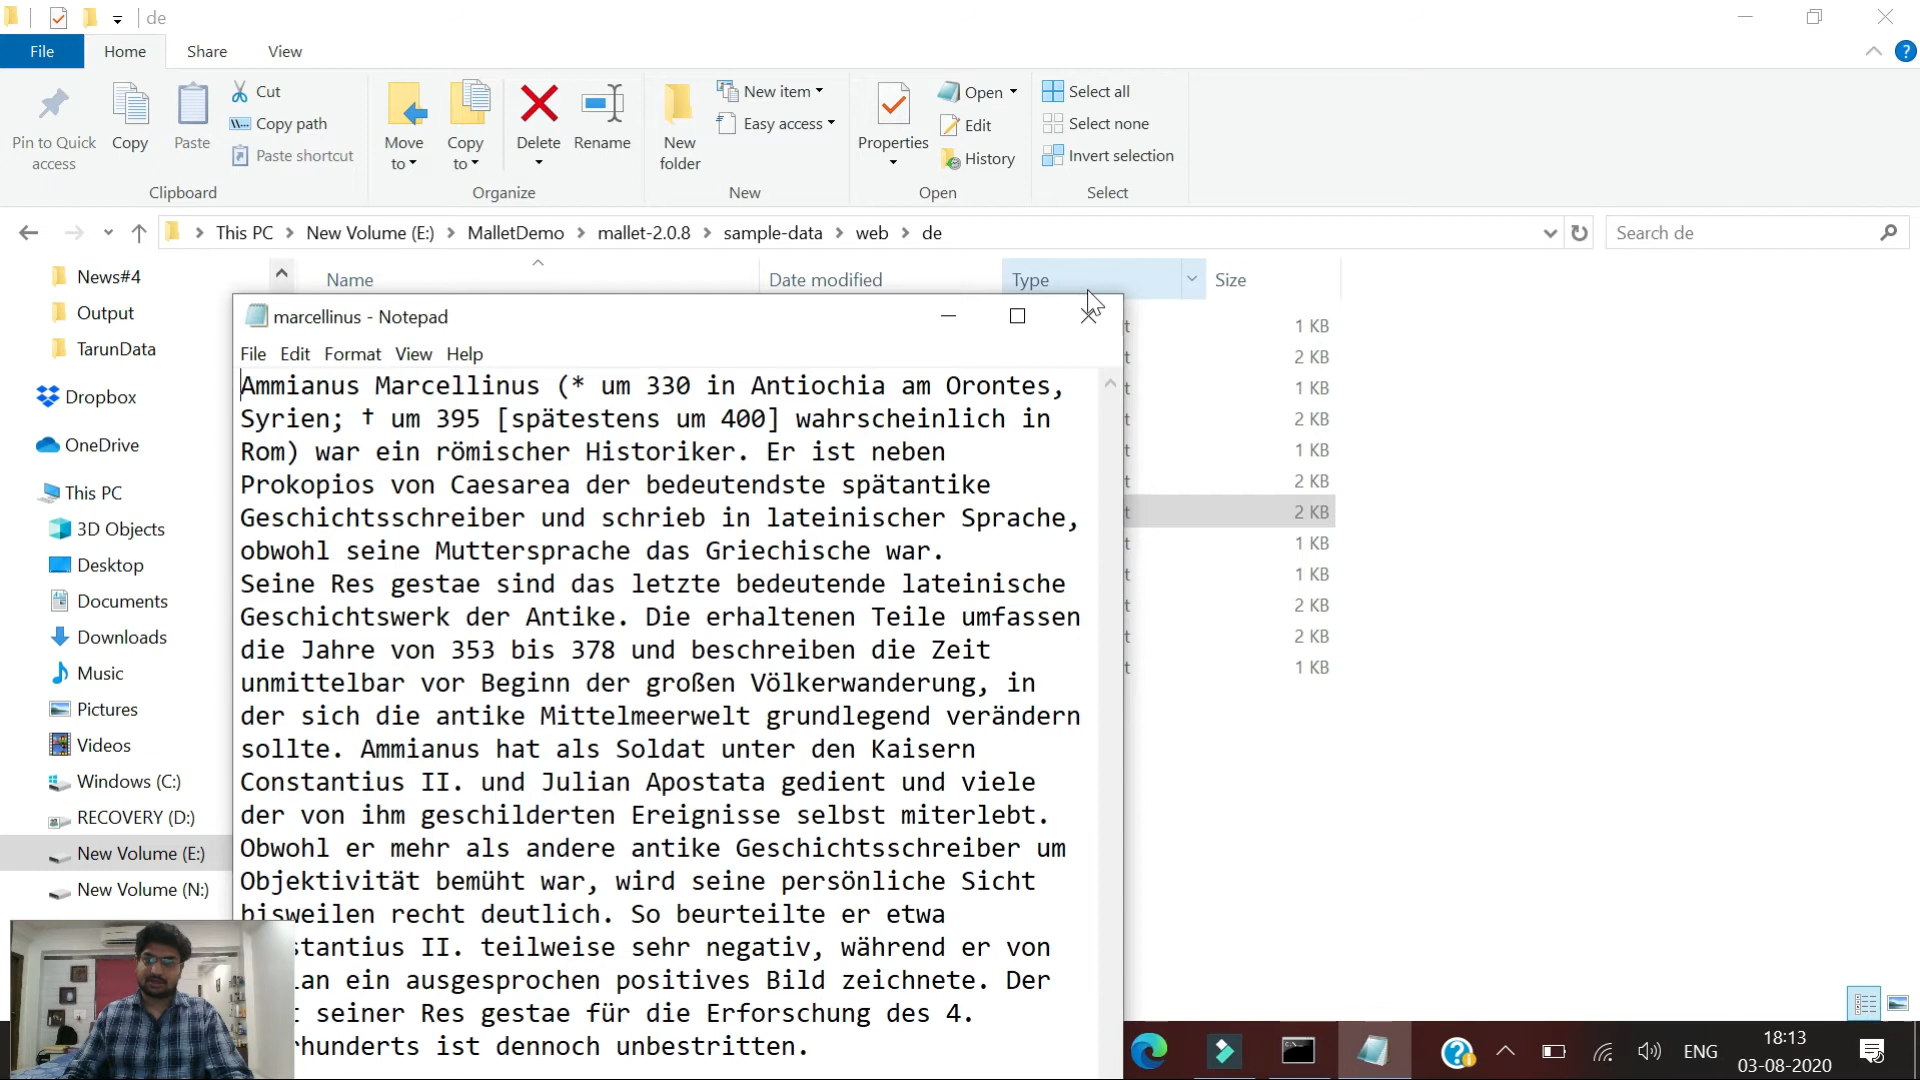 de
File Home Share View
Pin to Quick access
Copy
Paste
Cut
Copy path
Paste shortcut
Clipboard
Move to
Copy to
Delete
Rename
Organize
New folder
New item
Easy access
New
Properties
Open
Edit
History
Open
Select all
Select none
Invert selection
Select
This PC > New Volume (E:) > MalletDemo > mallet-2.0.8 > sample-data > web > de
Search de
News#4
Output
TarunData
Dropbox
OneDrive
This PC
3D Objects
Desktop
Documents
Downloads
Music
Pictures
Videos
Windows (C:)
RECOVERY (D:)
New Volume (E:)
New Volume (N:)
Name Date modified Type Size
t 1 KB
t 2 KB
t 1 KB
t 2 KB
t 1 KB
t 2 KB
t 2 KB
t 1 KB
t 1 KB
t 2 KB
t 2 KB
t 1 KB
marcellinus - Notepad
File Edit Format View Help
Ammianus Marcellinus (* um 330 in Antiochia am Orontes,
Syrien; † um 395 [spätestens um 400] wahrscheinlich in
Rom) war ein römischer Historiker. Er ist neben
Prokopios von Caesarea der bedeutendste spätantike
Geschichtsschreiber und schrieb in lateinischer Sprache,
obwohl seine Muttersprache das Griechische war.
Seine Res gestae sind das letzte bedeutende lateinische
Geschichtswerk der Antike. Die erhaltenen Teile umfassen
die Jahre von 353 bis 378 und beschreiben die Zeit
unmittelbar vor Beginn der großen Völkerwanderung, in
der sich die antike Mittelmeerwelt grundlegend verändern
sollte. Ammianus hat als Soldat unter den Kaisern
Constantius II. und Julian Apostata gedient und viele
der von ihm geschilderten Ereignisse selbst miterlebt.
Obwohl er mehr als andere antike Geschichtsschreiber um
Objektivität bemüht war, wird seine persönliche Sicht
bisweilen recht deutlich. So beurteilte er etwa
stantius II. teilweise sehr negativ, während er von
an ein ausgesprochen positives Bild zeichnete. Der
t seiner Res gestae für die Erforschung des 4.
rhunderts ist dennoch unbestritten.
ENG
18:13
03-08-2020